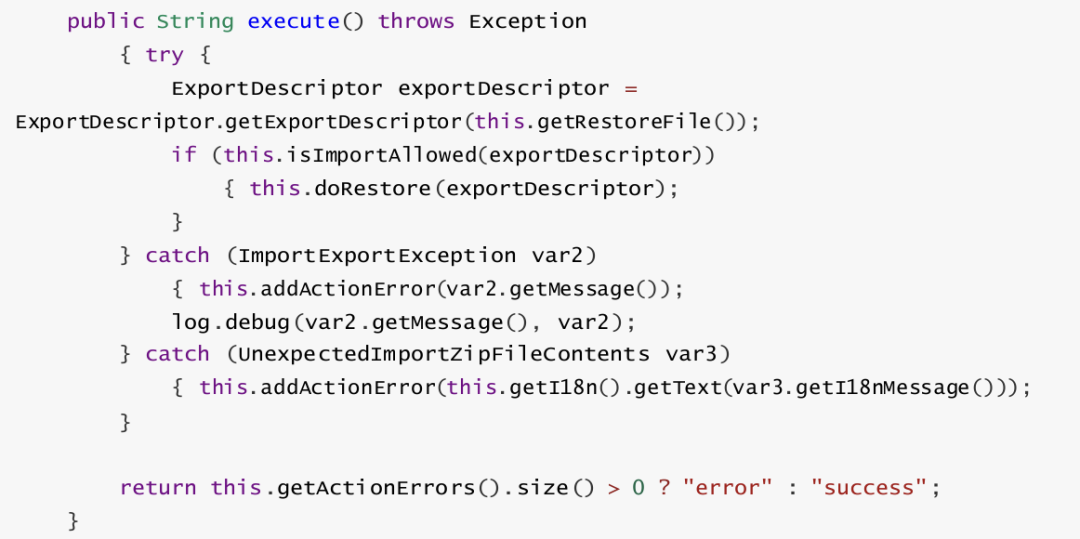 public String execute() throws Exception
{ try {
ExportDescriptor exportDescriptor =
ExportDescriptor.getExportDescriptor(this.getRestoreFile());
if (this.isImportAllowed(exportDescriptor))
{ this.doRestore(exportDescriptor);
}
} catch (ImportExportException var2)
{ this.addActionError(var2.getMessage());
log.debug(var2.getMessage(), var2);
} catch (UnexpectedImportZipFileContents var3)
{ this.addActionError(this.getI18n().getText(var3.getI18nMessage()));
}
return this.getActionErrors().size() > 0 ? "error" : "success";
}